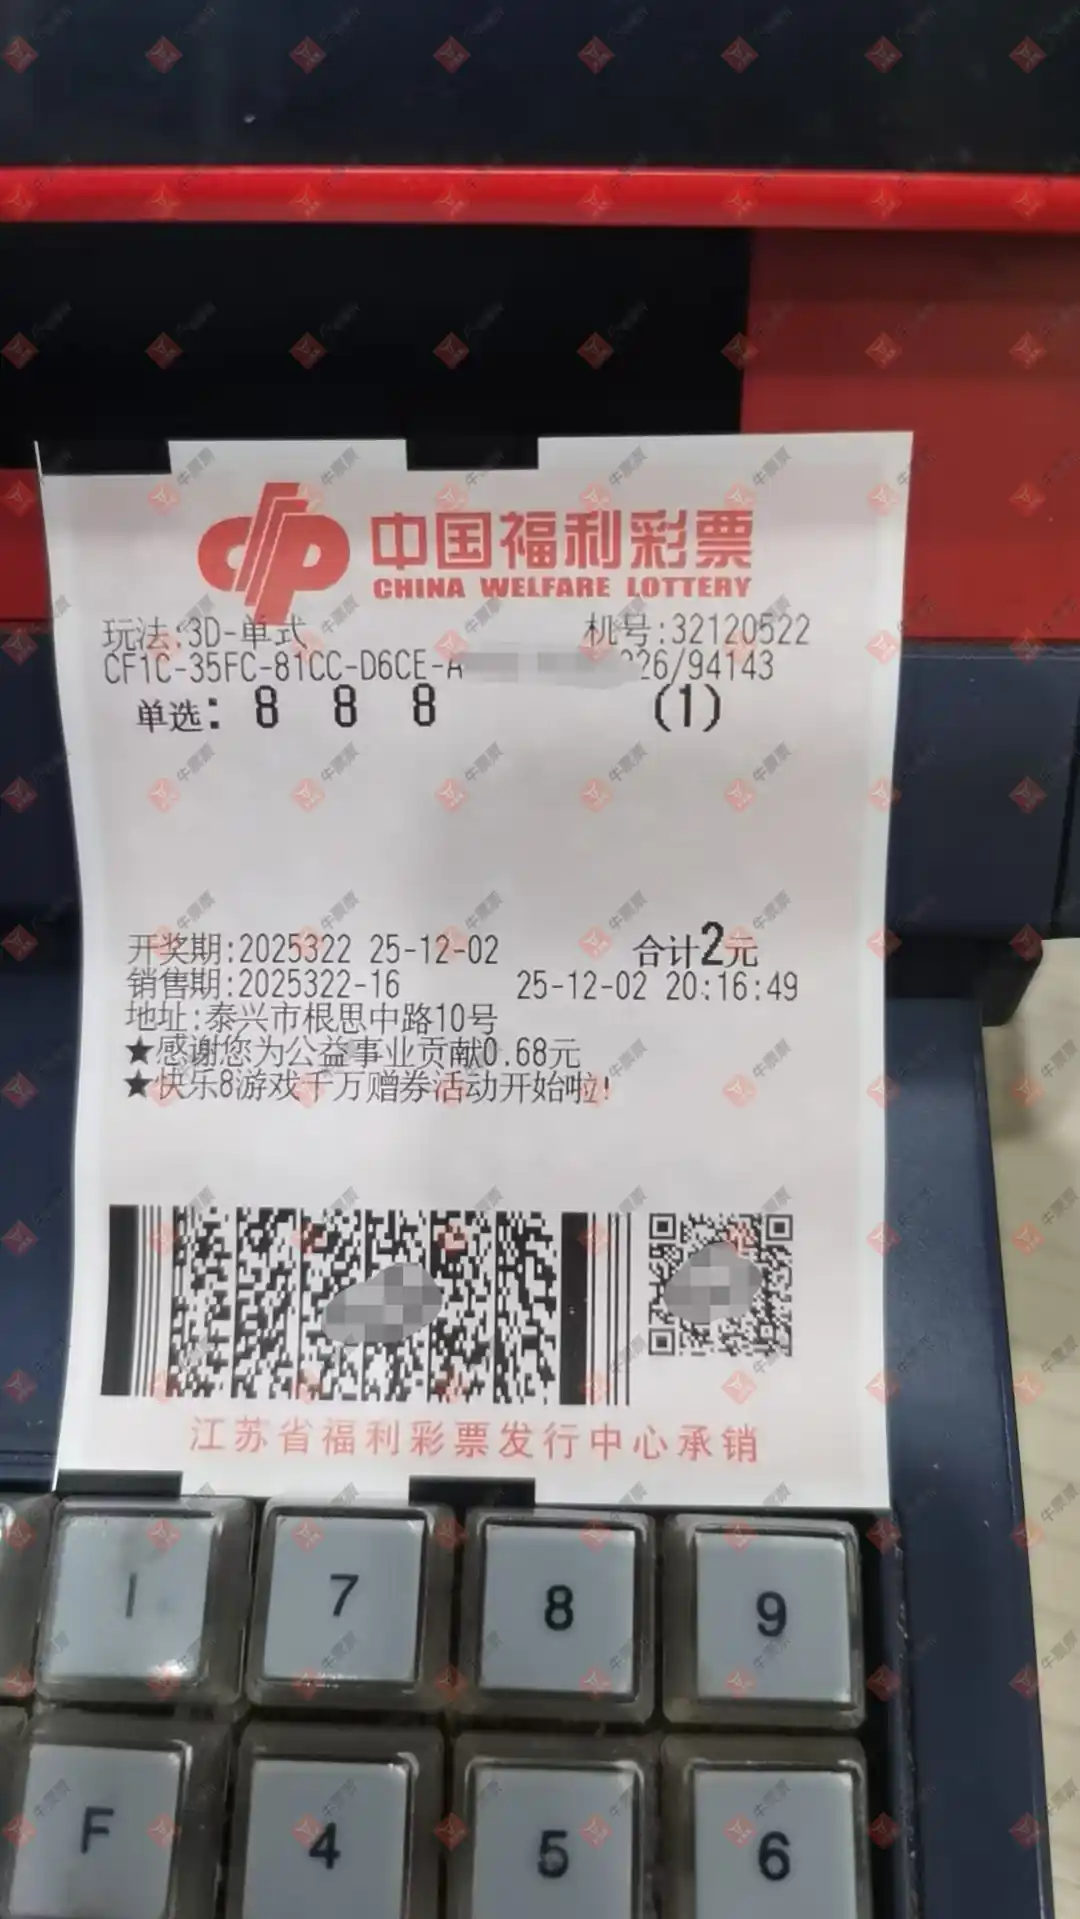 中国福利彩票
CHINA WELFARE LOTTERY
玩法:3D-单式 机号:32120522
CF1C-35FC-81CC-D6CE-A 26/94143
单选: 8 8 8 (1)
开奖期:2025322 25-12-02 合计2元
销售期:2025322-16 25-12-02 20:16:49
地址:泰兴市根思中路10号
★感谢您为公益事业贡献0.68元
★快乐8游戏千万赠券活动开始啦!
江苏省福利彩票发行中心承销
7 8 9
F 4 5 6
牛票票